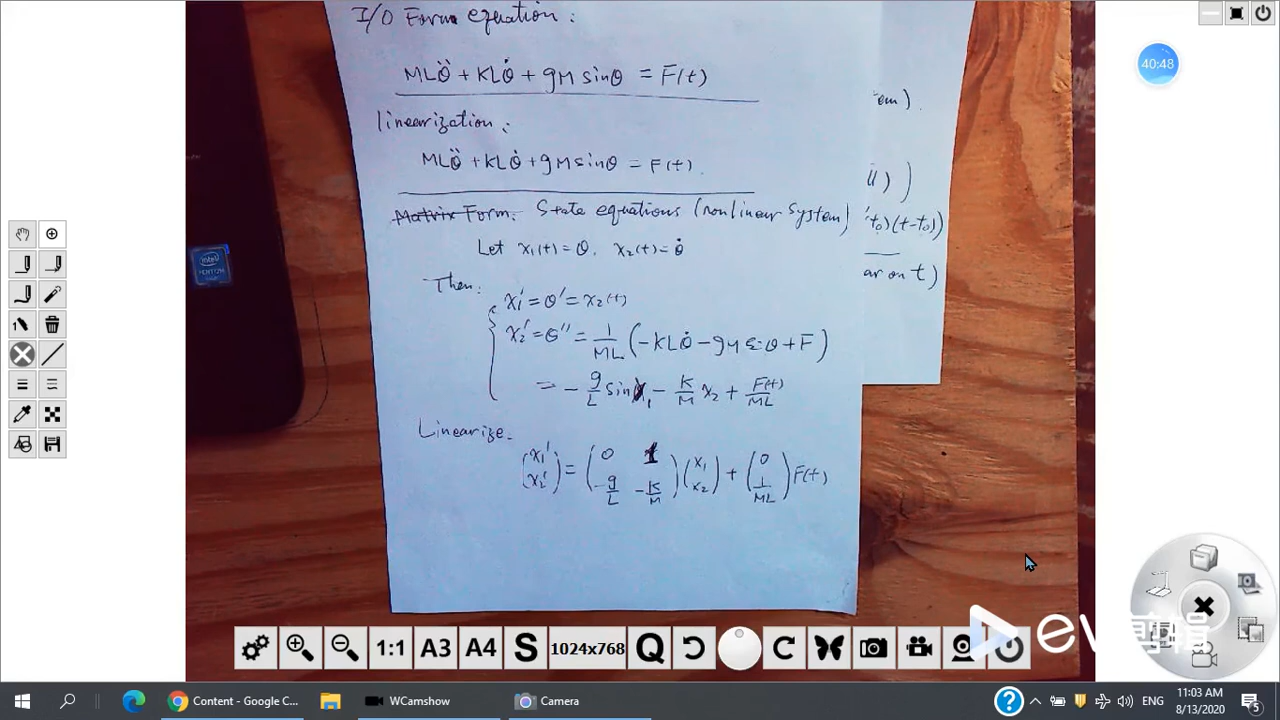 I/O Form equation:
MLθ̈ + KLθ̇ + gM sinθ = F(t)
linearization:
MLθ̈ + KLθ̇ + gM sinθ = F(t).
Matrix Form: State equations (nonlinear System)
Let x₁(t) = θ, x₂(t) = θ̇
Then:
x₁' = θ' = x₂(t)
x₂' = θ'' = 1/ML (-KLθ̇ - gM sinθ + F)
= - g/L sin x₁ - K/M x₂ + F(t)/ML
Linearize.
(x₁' x₂') = (0 1 -g/L -K/M)(x₁ x₂) + (0 1/ML) F(t)
em).
t₀)(t-t₀))
ar on t)
intel
PENTIUM
40:48
1:1 A3 A4 S 1024x768 Q
Content - Google C...
WCamshow
Camera
ENG
11:03 AM
8/13/2020
5